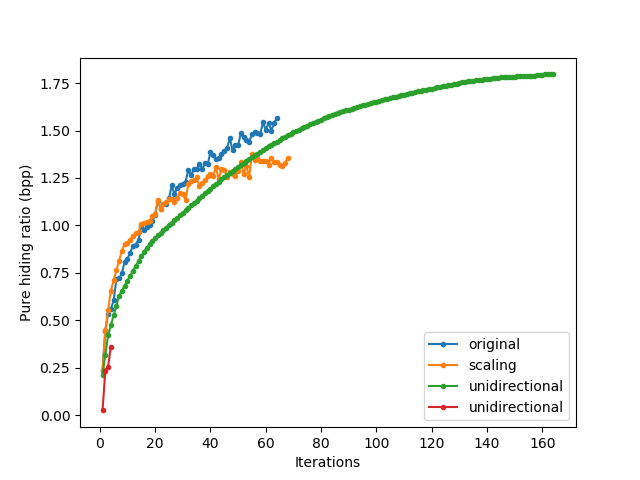 1.75
1.50
1.25
1.00
0.75
0.50
0.25
0.00
Pure hiding ratio (bpp)
original
scaling
unidirectional
unidirectional
0 20 40 60 80 100 120 140 160
Iterations